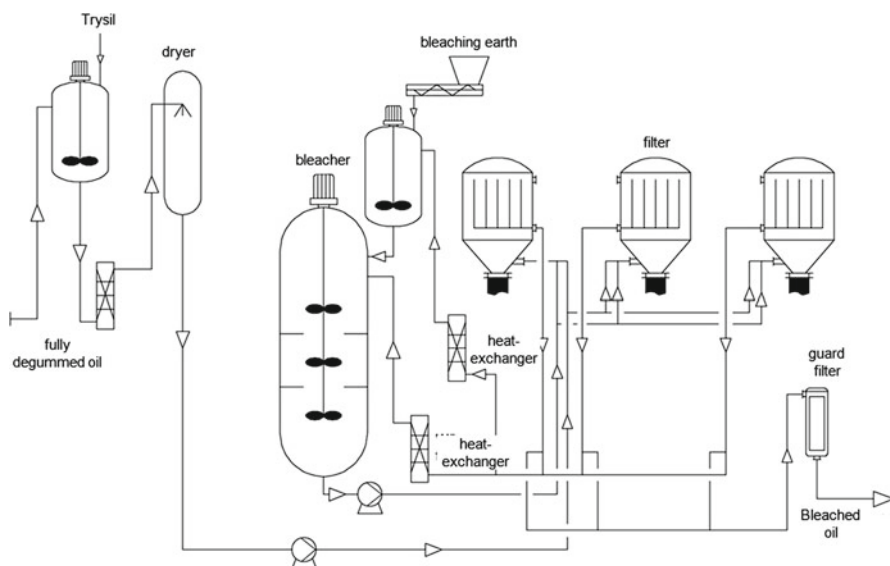 Trysil
dryer
bleaching earth
bleacher
filter
fully
degummed oil
heat-
exchanger
guard
filter
heat-
exchanger
Bleached
oil